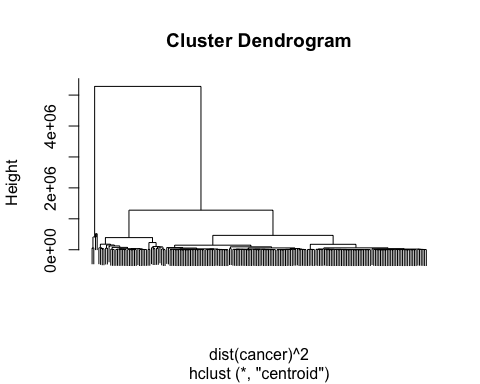 Cluster Dendrogram
Height
0e+00 2e+06 4e+06
dist(cancer)^2
hclust (*, "centroid")